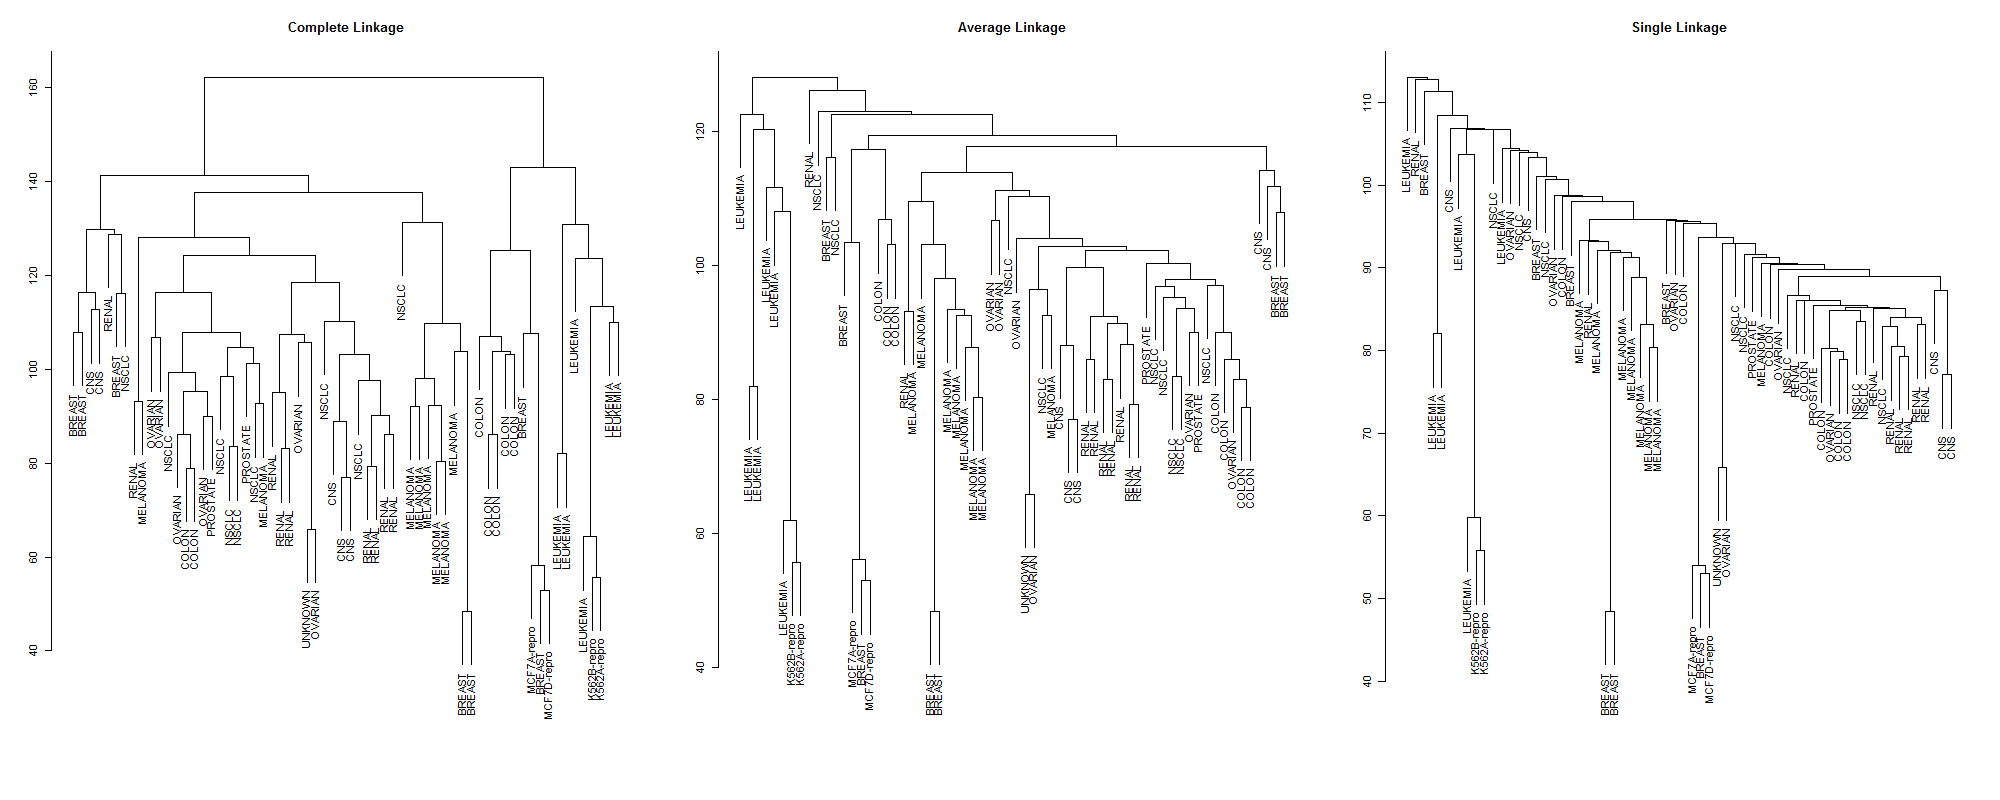 Complete Linkage
160
140
120
100
80
60
40
BREAST
BREAST
CNS
CNS
RENAL
BREAST
NSCLC
RENAL
MELANOMA
OVARIAN
OVARIAN
NSCLC
OVARIAN
COLON
COLON
OVARIAN
PROSTATE
NSCLC
NSCLC
NSCLC
PROSTATE
NSCLC
MELANOMA
RENAL
RENAL
RENAL
OVARIAN
UNKNOWN
OVARIAN
NSCLC
CNS
CNS
CNS
NSCLC
RENAL
RENAL
RENAL
RENAL
NSCLC
MELANOMA
MELANOMA
MELANOMA
MELANOMA
MELANOMA
MELANOMA
BREAST
BREAST
COLON
COLON
COLON
COLON
COLON
BREAST
MCF7A-repro
BREAST
MCF7D-repro
LEUKEMIA
LEUKEMIA
LEUKEMIA
LEUKEMIA
K562B-repro
K562A-repro
LEUKEMIA
LEUKEMIA
Average Linkage
120
100
80
60
40
LEUKEMIA
LEUKEMIA
LEUKEMIA
LEUKEMIA
LEUKEMIA
LEUKEMIA
K562B-repro
K562A-repro
RENAL
NSCLC
BREAST
NSCLC
BREAST
MCF7A-repro
BREAST
MCF7D-repro
COLON
COLON
COLON
RENAL
MELANOMA
MELANOMA
BREAST
BREAST
MELANOMA
MELANOMA
MELANOMA
MELANOMA
MELANOMA
OVARIAN
OVARIAN
NSCLC
OVARIAN
UNKNOWN
OVARIAN
NSCLC
MELANOMA
CNS
CNS
CNS
RENAL
RENAL
RENAL
RENAL
RENAL
RENAL
RENAL
PROSTATE
NSCLC
NSCLC
NSCLC
NSCLC
OVARIAN
PROSTATE
NSCLC
COLON
COLON
OVARIAN
COLON
COLON
CNS
CNS
BREAST
BREAST
Single Linkage
110
100
90
80
70
60
50
40
LEUKEMIA
RENAL
BREAST
LEUKEMIA
LEUKEMIA
CNS
LEUKEMIA
LEUKEMIA
K562B-repro
K562A-repro
NSCLC
LEUKEMIA
OVARIAN
NSCLC
CNS
BREAST
NSCLC
OVARIAN
COLON
BREAST
MELANOMA
RENAL
MELANOMA
BREAST
BREAST
MELANOMA
MELANOMA
MELANOMA
MELANOMA
MELANOMA
BREAST
OVARIAN
COLON
MCF7A-repro
BREAST
MCF7D-repro
UNKNOWN
OVARIAN
NSCLC
NSCLC
PROSTATE
MELANOMA
COLON
OVARIAN
NSCLC
RENAL
COLON
PROSTATE
COLON
OVARIAN
COLON
COLON
NSCLC
NSCLC
RENAL
NSCLC
RENAL
RENAL
RENAL
RENAL
RENAL
CNS
CNS
CNS